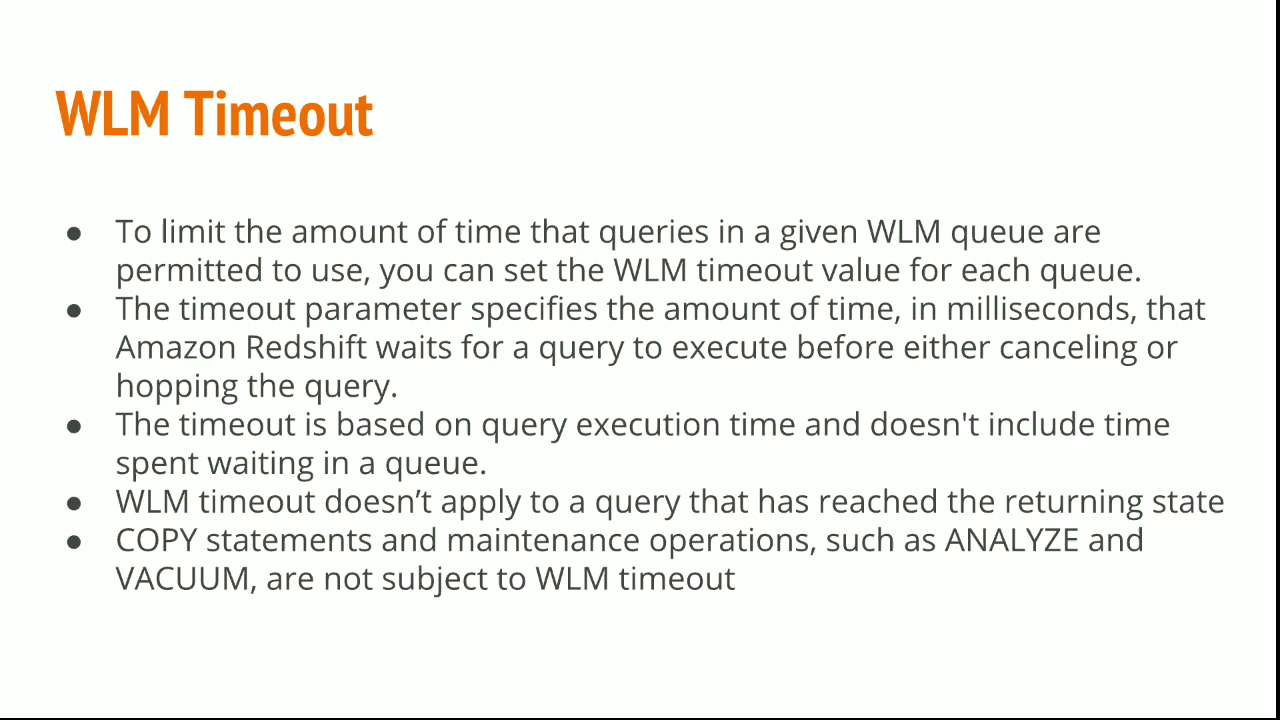 WLM Timeout
● To limit the amount of time that queries in a given WLM queue are
permitted to use, you can set the WLM timeout value for each queue.
● The timeout parameter specifies the amount of time, in milliseconds, that
Amazon Redshift waits for a query to execute before either canceling or
hopping the query.
● The timeout is based on query execution time and doesn't include time
spent waiting in a queue.
● WLM timeout doesn’t apply to a query that has reached the returning state
● COPY statements and maintenance operations, such as ANALYZE and
VACUUM, are not subject to WLM timeout